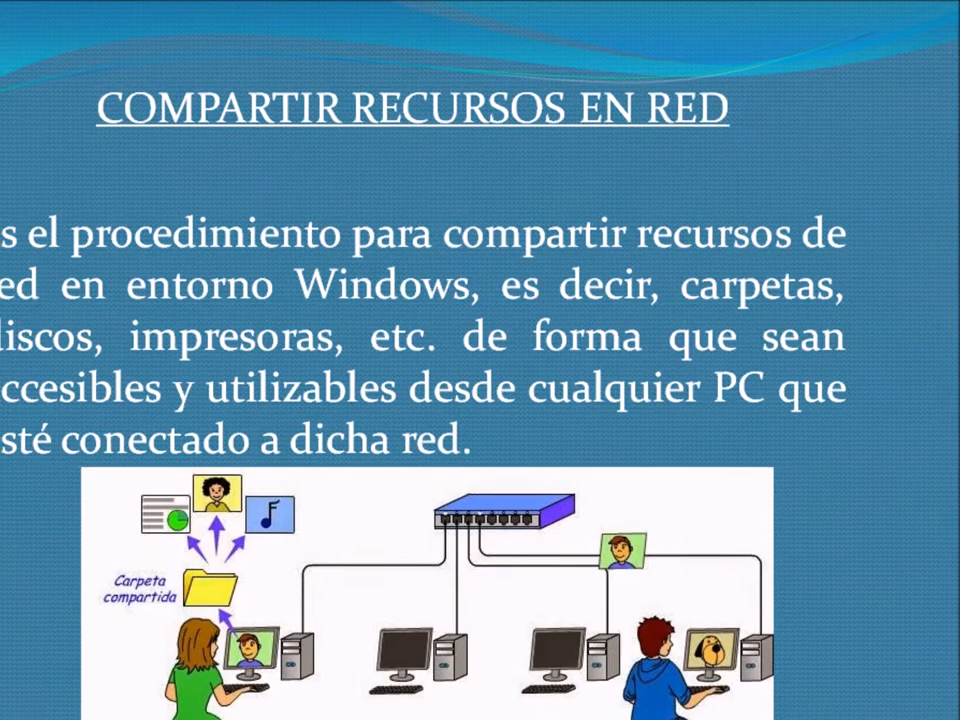 COMPARTIR RECURSOS EN RED
s el procedimiento para compartir recursos de
ed en entorno Windows, es decir, carpetas,
discos, impresoras, etc. de forma que sean
ccesibles y utilizables desde cualquier PC que
sté conectado a dicha red.
Carpeta
compartida